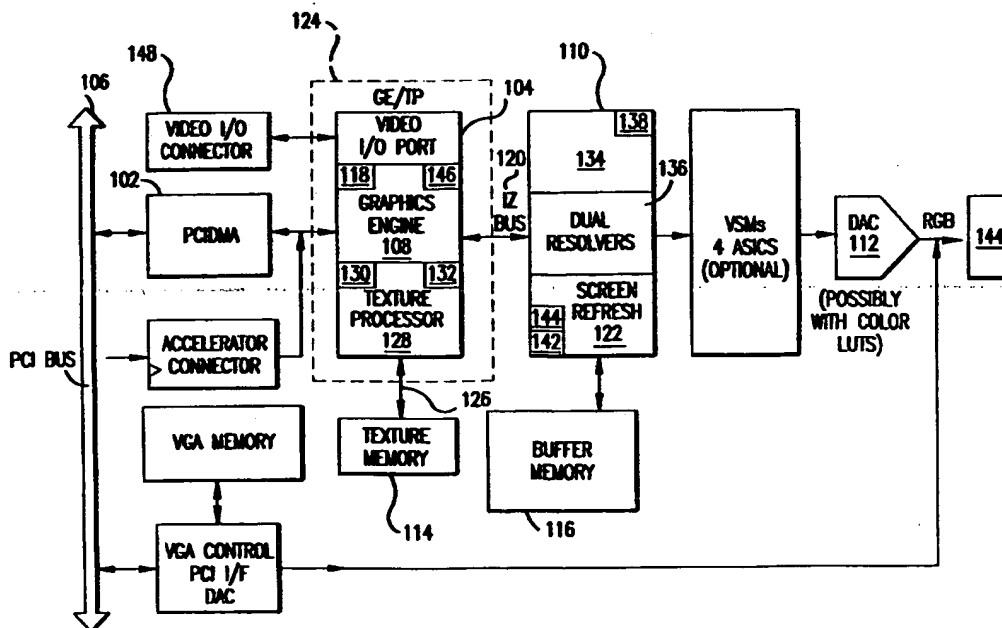 124
148
106
VIDEO I/O
CONNECTOR
102
PCIDMA
ACCELERATOR
CONNECTOR
PCI BUS
VGA MEMORY
VGA CONTROL
PCI I/F
DAC
GE/TP
104
VIDEO
I/O PORT
118
146
GRAPHICS
ENGINE
108
130
132
TEXTURE
PROCESSOR
128
126
TEXTURE
MEMORY
114
120
IZ
BUS
110
138
134
136
DUAL
RESOLVERS
SCREEN
REFRESH
144
122
142
BUFFER
MEMORY
116
VSMs
4 ASICS
(OPTIONAL)
DAC
112
RGB
144
(POSSIBLY
WITH COLOR
LUTS)